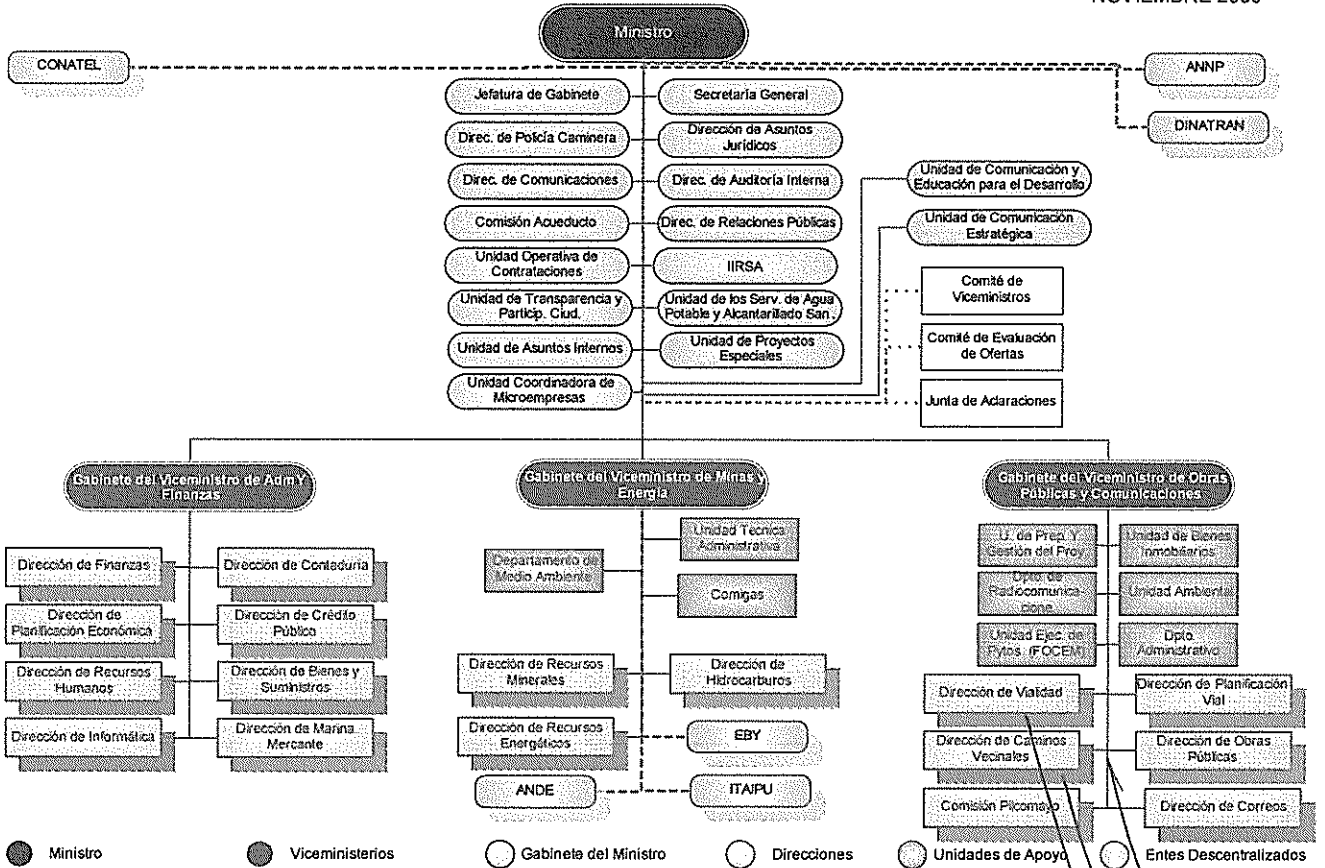 Ministro
CONATEL
ANNP
DINATRAN
Jefatura de Gabinete
Secretaría General
Direc. de Policía Caminera
Dirección de Asuntos
Jurídicos
Direc. de Comunicaciones
Direc. de Auditoría Interna
Comisión Acueducto
Direc. de Relaciones Públicas
Unidad Operativa de
Contrataciones
IIRSA
Unidad de Transparencia y
Particip. Ciud.
Unidad de los Serv. de Agua
Potable y Alcantarillado San.
Unidad de Asuntos Internos
Unidad de Proyectos
Especiales
Unidad Coordinadora de
Microempresas
Unidad de Comunicación y
Educación para el Desarrollo
Unidad de Comunicación
Estratégica
Comité de
Viceministros
Comité de Evaluación
de Ofertas
Junta de Aclaraciones
Gabinete del Viceministro de Adm Y
Finanzas
Gabinete del Viceministro de Minas y
Energía
Gabinete del Viceministro de Obras
Públicas y Comunicaciones
Dirección de Finanzas
Dirección de Contaduría
Dirección de
Planificación Económica
Dirección de Crédito
Público
Dirección de Recursos
Humanos
Dirección de Bienes y
Suministros
Dirección de Informática
Dirección de Marina
Mercante
Departamento de
Medio Ambiente
Unidad Técnica
Administrativa
Comigas
Dirección de Recursos
Minerales
Dirección de
Hidrocarburos
Dirección de Recursos
Energéticos
EBY
ANDE
ITAIPU
U. de Prep. Y
Gestión del Proy
Unidad de Bienes
Inmobiliarios
Dpto. de
Radiocomunica
cione
Unidad Ambiental
Unidad Ejec. de
Pytos. (FOCEM)
Dpto.
Administrativo
Dirección de Vialidad
Dirección de Planificación
Vial
Dirección de Caminos
Vecinales
Dirección de Obras
Públicas
Comisión Pilcomayo
Dirección de Correos
Ministro
Viceministerios
Gabinete del Ministro
Direcciones
Unidades de Apoyo
Entes Descentralizados